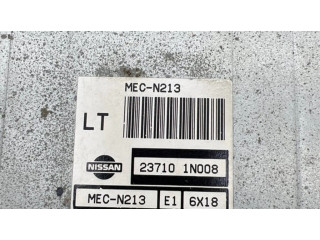 MEC-N213
LT
NISSAN
23710 1N008
MEC-N213 E1 6X18